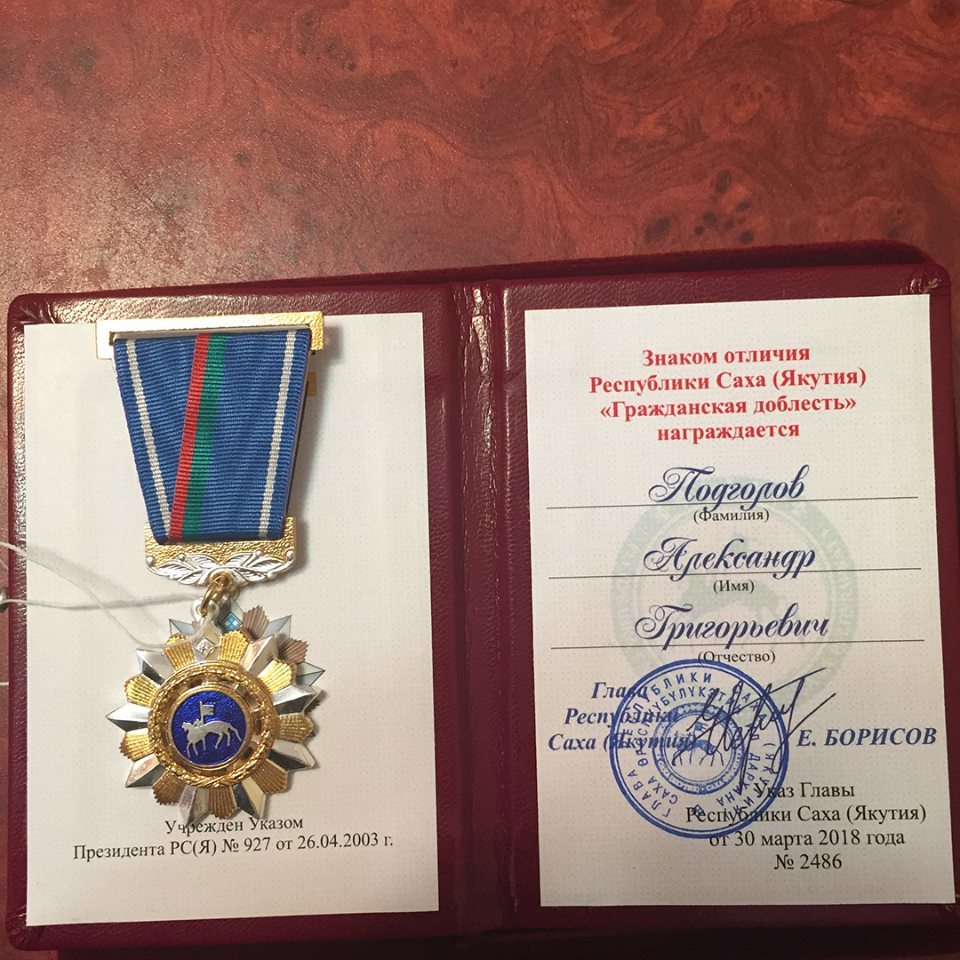 Учрежден Указом
Президента РС(Я) № 927 от 26.04.2003 г.
Знаком отличия
Республики Саха (Якутия)
«Гражданская доблесть»
награждается
Подголов
(Фамилия)
Александр
(Имя)
Григорьевич
(Отчество)
Глава
Республики
Саха (Якутия)
Е. БОРИСОВ
Указ Главы
Республики Саха (Якутия)
от 30 марта 2018 года
№ 2486